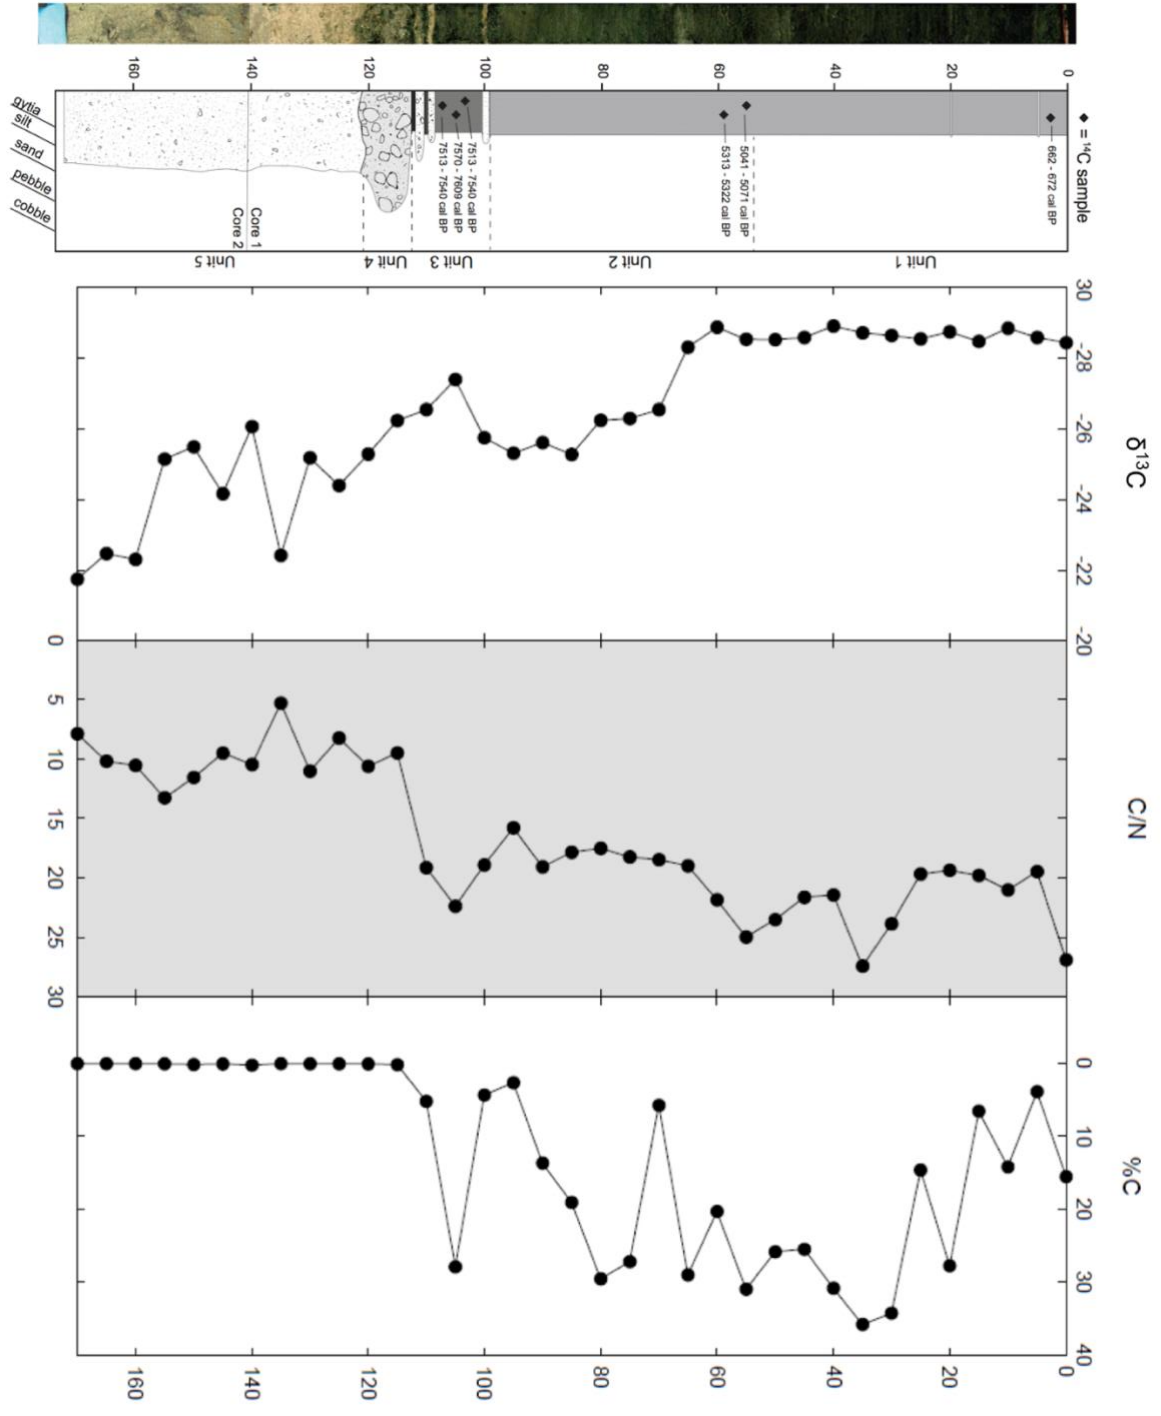 160
140
120
100
80
60
40
20
0
gytja
silt
sand
pebble
cobble
7513 - 7540 cal BP
7570 - 7609 cal BP
7513 - 7540 cal BP
5313 - 5322 cal BP
5041 - 5071 cal BP
662 - 672 cal BP
♦ = ¹⁴C sample
Core 2
Core 1
Unit 5
Unit 4
Unit 3
Unit 2
Unit 1
30
-28
-26
-24
-22
-20
δ¹³C
0
5
10
15
20
25
30
C/N
0
10
20
30
40
%C
160
140
120
100
80
60
40
20
0